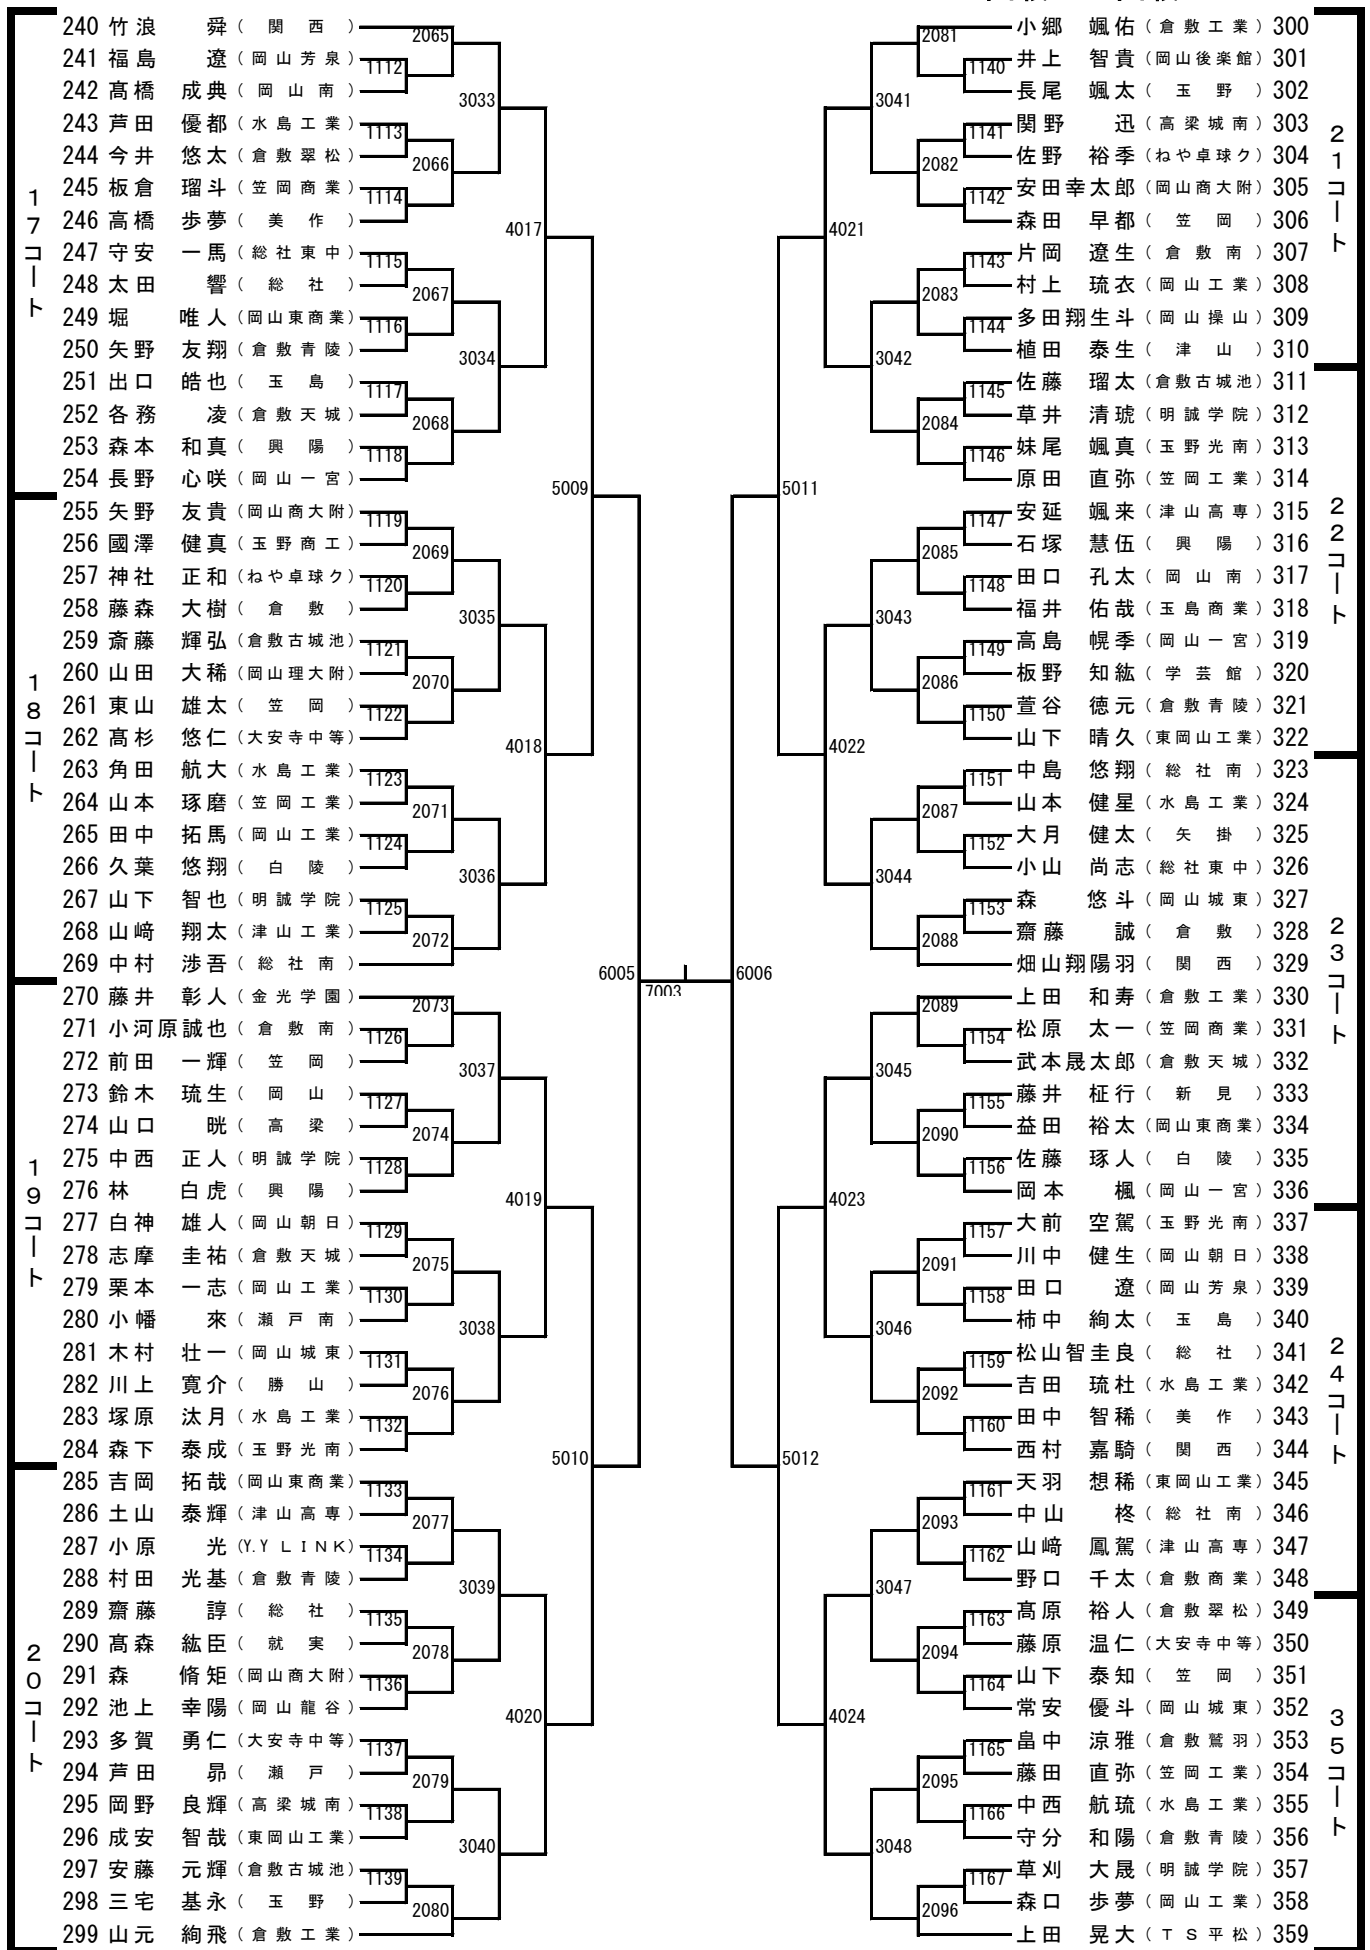 240 竹浪 舜 (関西)
241 福島 遼 (岡山芳泉)
242 髙橋 成典 (岡山南)
243 芦田 優都 (水島工業)
244 今井 悠太 (倉敷翠松)
245 板倉 瑠斗 (笠岡商業)
246 高橋 歩夢 (美作)
247 守安 一馬 (総社東中)
248 太田 響 (総社)
249 堀 唯人 (岡山東商業)
250 矢野 友翔 (倉敷青陵)
251 出口 皓也 (玉島)
252 各務 凌 (倉敷天城)
253 森本 和真 (興陽)
254 長野 心咲 (岡山一宮)
255 矢野 友貴 (岡山商大附)
256 國澤 健真 (玉野商工)
257 神社 正和 (ねや卓球ク)
258 藤森 大樹 (倉敷)
259 斎藤 輝弘 (倉敷古城池)
260 山田 大稀 (岡山理大附)
261 東山 雄太 (笠岡)
262 髙杉 悠仁 (大安寺中等)
263 角田 航大 (水島工業)
264 山本 琢磨 (笠岡工業)
265 田中 拓馬 (岡山工業)
266 久葉 悠翔 (白陵)
267 山下 智也 (明誠学院)
268 山﨑 翔太 (津山工業)
269 中村 渉吾 (総社南)
270 藤井 彰人 (金光学園)
271 小河原誠也 (倉敷南)
272 前田 一輝 (笠岡)
273 鈴木 琉生 (岡山)
274 山口 晄 (高梁)
275 中西 正人 (明誠学院)
276 林 白虎 (興陽)
277 白神 雄人 (岡山朝日)
278 志摩 圭祐 (倉敷天城)
279 栗本 一志 (岡山工業)
280 小幡 來 (瀬戸南)
281 木村 壮一 (岡山城東)
282 川上 寛介 (勝山)
283 塚原 汰月 (水島工業)
284 森下 泰成 (玉野光南)
285 吉岡 拓哉 (岡山東商業)
286 土山 泰輝 (津山高専)
287 小原 光 (Y.Y LINK)
288 村田 光基 (倉敷青陵)
289 齋藤 諄 (総社)
290 髙森 紘臣 (就実)
291 森 脩矩 (岡山商大附)
292 池上 幸陽 (岡山龍谷)
293 多賀 勇仁 (大安寺中等)
294 芦田 昴 (瀬戸)
295 岡野 良輝 (高梁城南)
296 成安 智哉 (東岡山工業)
297 安藤 元輝 (倉敷古城池)
298 三宅 基永 (玉野)
299 山元 絢飛 (倉敷工業)
17コート
18コート
19コート
20コート
1112
1113
1114
1115
1116
1117
1118
1119
1120
1121
1122
1123
1124
1125
1126
1127
1128
1129
1130
1131
1132
1133
1134
1135
1136
1137
1138
1139
2065
2066
2067
2068
2069
2070
2071
2072
2073
2074
2075
2076
2077
2078
2079
2080
3033
3034
3035
3036
3037
3038
3039
3040
4017
4018
4019
4020
5009
5010
6005
7003
6006
5011
5012
4021
4022
4023
4024
3041
3042
3043
3044
3045
3046
3047
3048
2081
2082
2083
2084
2085
2086
2087
2088
2089
2090
2091
2092
2093
2094
2095
2096
1140
1141
1142
1143
1144
1145
1146
1147
1148
1149
1150
1151
1152
1153
1154
1155
1156
1157
1158
1159
1160
1161
1162
1163
1164
1165
1166
1167
小郷 颯佑 (倉敷工業) 300
井上 智貴 (岡山後楽館) 301
長尾 颯太 (玉野) 302
関野 迅 (高梁城南) 303
佐野 裕季 (ねや卓球ク) 304
安田幸太郎 (岡山商大附) 305
森田 早都 (笠岡) 306
片岡 遼生 (倉敷南) 307
村上 琉衣 (岡山工業) 308
多田翔生斗 (岡山操山) 309
植田 泰生 (津山) 310
佐藤 瑠太 (倉敷古城池) 311
草井 清琥 (明誠学院) 312
妹尾 颯真 (玉野光南) 313
原田 直弥 (笠岡工業) 314
安延 颯来 (津山高専) 315
石塚 慧伍 (興陽) 316
田口 孔太 (岡山南) 317
福井 佑哉 (玉島商業) 318
高島 幌季 (岡山一宮) 319
板野 知紘 (学芸館) 320
萱谷 徳元 (倉敷青陵) 321
山下 晴久 (東岡山工業) 322
中島 悠翔 (総社南) 323
山本 健星 (水島工業) 324
大月 健太 (矢掛) 325
小山 尚志 (総社東中) 326
森 悠斗 (岡山城東) 327
齋藤 誠 (倉敷) 328
畑山翔陽羽 (関西) 329
上田 和寿 (倉敷工業) 330
松原 太一 (笠岡商業) 331
武本晟太郎 (倉敷天城) 332
藤井 柾行 (新見) 333
益田 裕太 (岡山東商業) 334
佐藤 琢人 (白陵) 335
岡本 楓 (岡山一宮) 336
大前 空駕 (玉野光南) 337
川中 健生 (岡山朝日) 338
田口 遼 (岡山芳泉) 339
柿中 絢太 (玉島) 340
松山智圭良 (総社) 341
吉田 琉杜 (水島工業) 342
田中 智稀 (美作) 343
西村 嘉騎 (関西) 344
天羽 想稀 (東岡山工業) 345
中山 柊 (総社南) 346
山﨑 鳳駕 (津山高専) 347
野口 千太 (倉敷商業) 348
髙原 裕人 (倉敷翠松) 349
藤原 温仁 (大安寺中等) 350
山下 泰知 (笠岡) 351
常安 優斗 (岡山城東) 352
畠中 涼雅 (倉敷鷲羽) 353
藤田 直弥 (笠岡工業) 354
中西 航琉 (水島工業) 355
守分 和陽 (倉敷青陵) 356
草刈 大晟 (明誠学院) 357
森口 歩夢 (岡山工業) 358
上田 晃大 (TS平松) 359
21コート
22コート
23コート
24コート
35コート